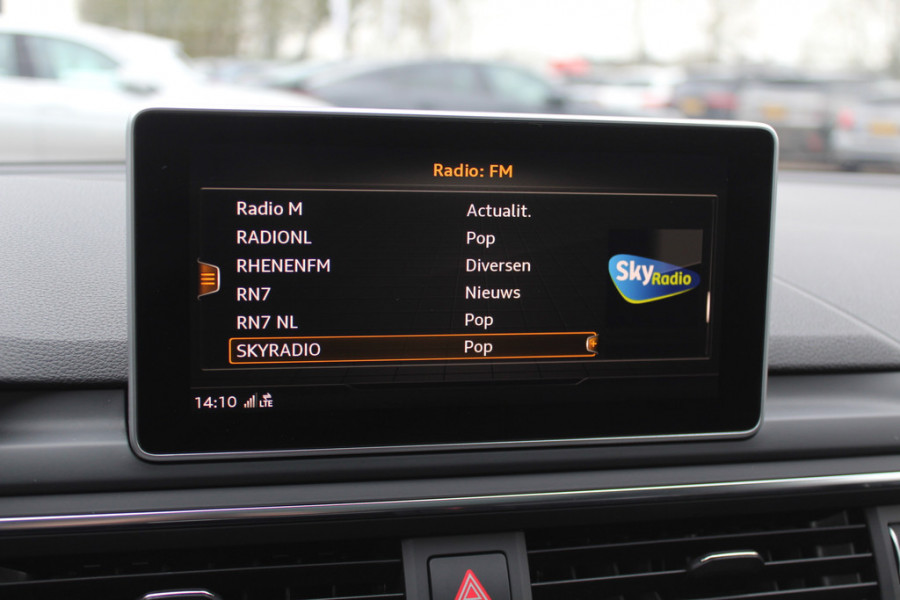 Radio: FM
Radio M Actualit.
RADIONL Pop
RHENENFM Diversen
RN7 Nieuws
RN7 NL Pop
SKYRADIO Pop
Sky Radio
14:10 LTE